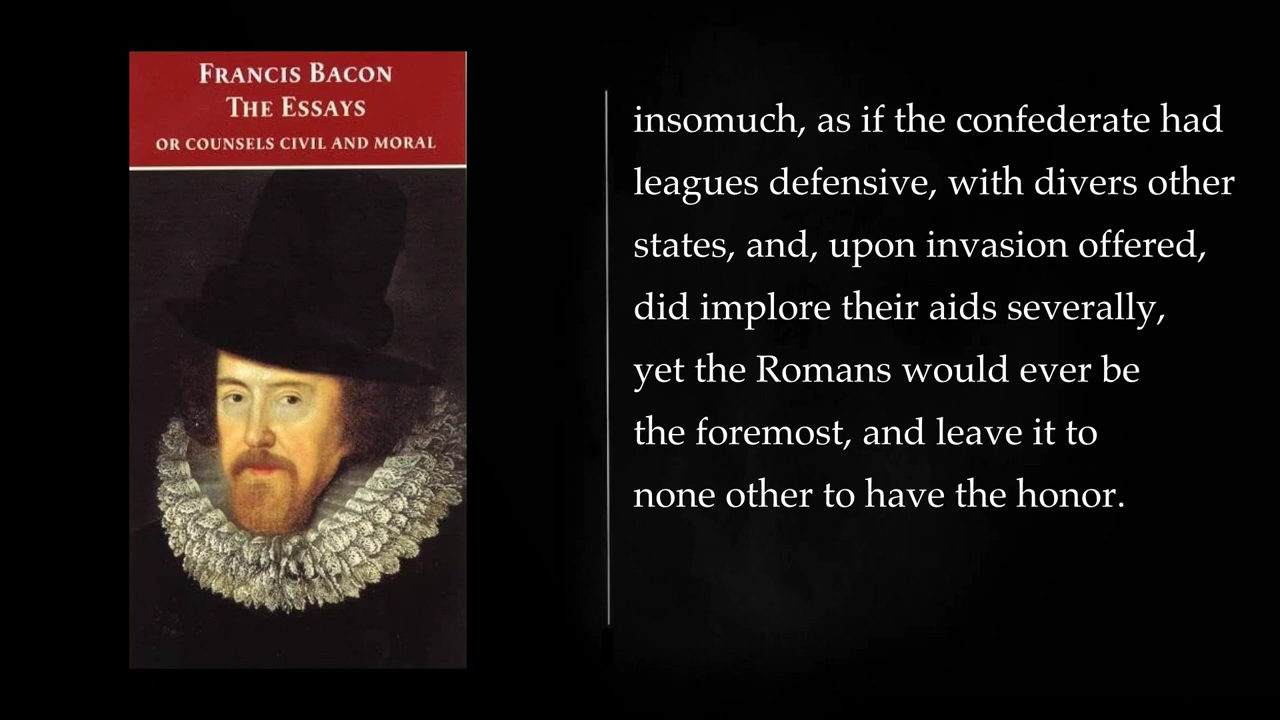 FRANCIS BACON
THE ESSAYS
OR COUNSELS CIVIL AND MORAL
insomuch, as if the confederate had
leagues defensive, with divers other
states, and, upon invasion offered,
did implore their aids severally,
yet the Romans would ever be
the foremost, and leave it to
none other to have the honor.